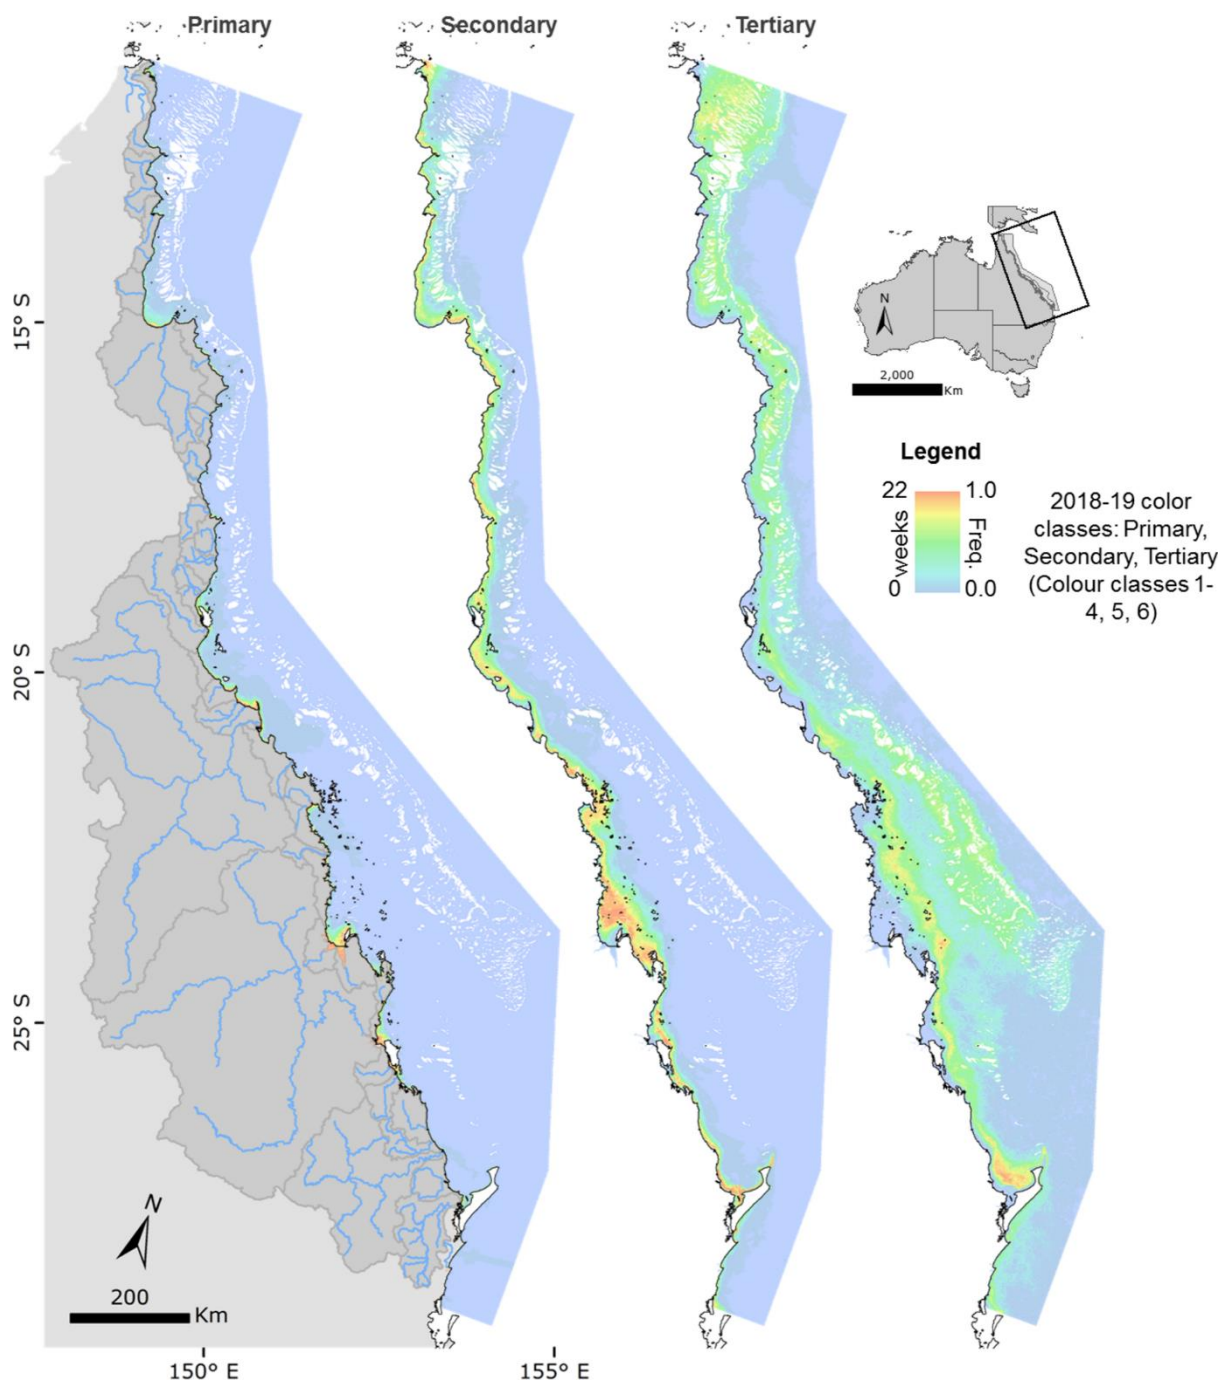 Primary
Secondary
Tertiary
15° S
20° S
25° S
N
2,000
Km
Legend
22
1.0
weeks
Freq.
0
0.0
2018-19 color
classes: Primary,
Secondary, Tertiary
(Colour classes 1-
4, 5, 6)
N
200
Km
150° E
155° E